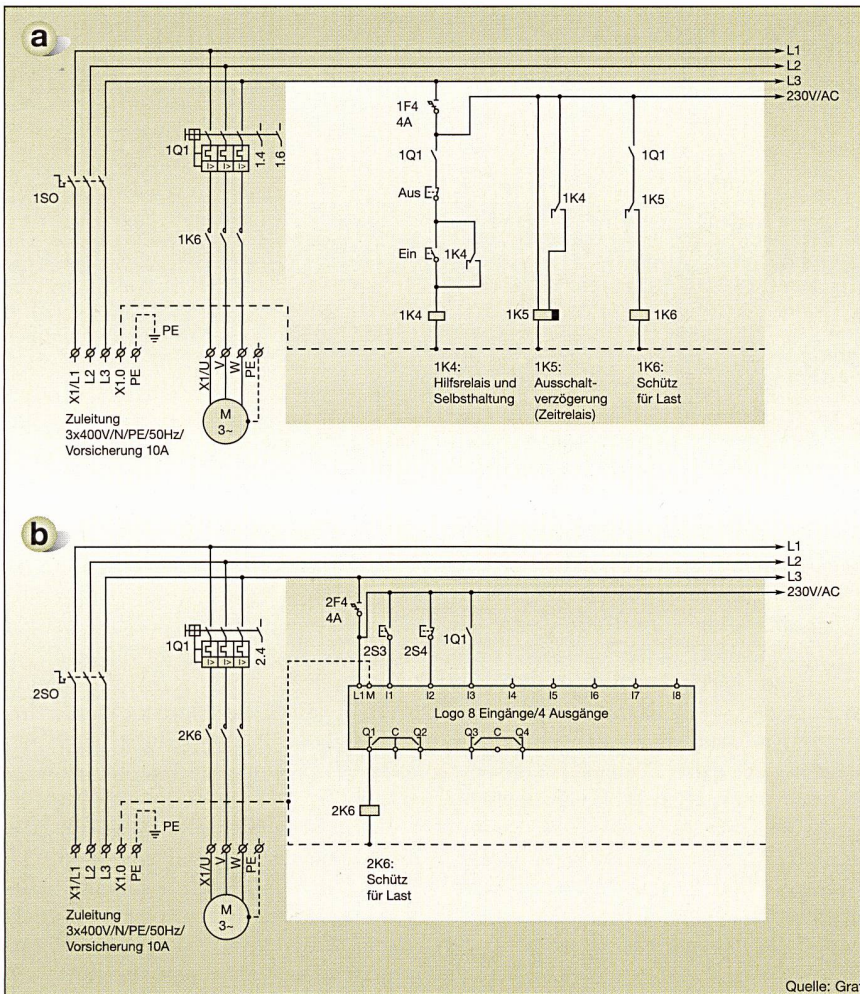 a
L1
L2
L3
230V/AC
1F4
4A
1Q1
I>
I>
I>
1.4
1.6
1Q1
1Q1
1SO
Aus
1K4
1K5
1K6
Ein
1K4
1K4
1K5
1K6
PE
X1/L1
L2
L3
X1.0
PE
X1/U
V
W
PE
M
3~
Zuleitung
3x400V/N/PE/50Hz/
Vorsicherung 10A
1K4:
Hilfsrelais und
Selbsthaltung
1K5:
Ausschalt-
verzögerung
(Zeitrelais)
1K6:
Schütz
für Last
b
L1
L2
L3
230V/AC
2F4
4A
1Q1
I>
I>
I>
2.4
2S3
2S4
1Q1
2SO
L1 M I1 I2 I3 I4 I5 I6 I7 I8
Logo 8 Eingänge/4 Ausgänge
Q1 C Q2 Q3 C Q4
2K6
2K6
PE
X1/L1
L2
L3
X1.0
PE
X1/U
V
W
PE
M
3~
2K6:
Schütz
für Last
Zuleitung
3x400V/N/PE/50Hz/
Vorsicherung 10A
Quelle: Graf